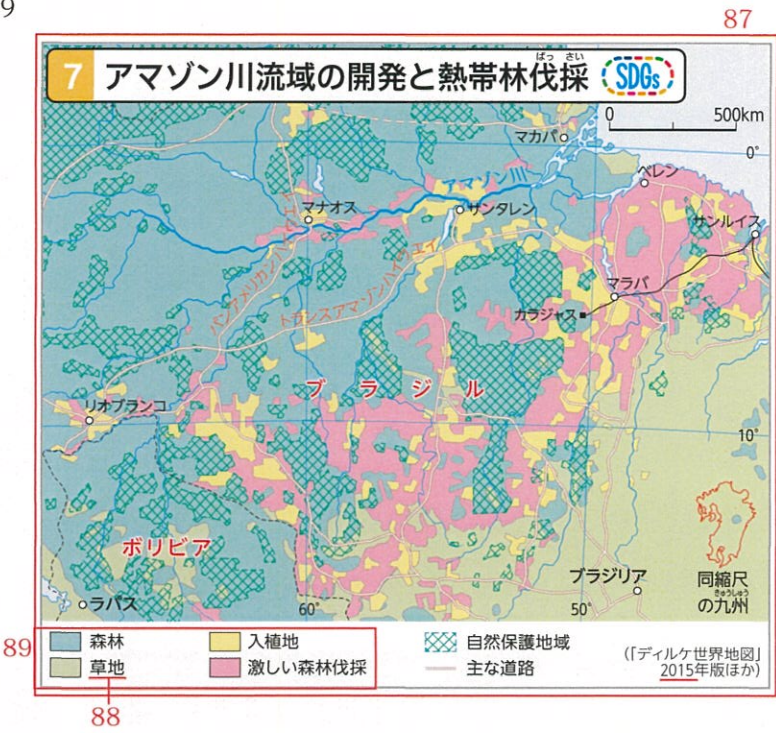 9
87
7 アマゾン川流域の開発と熱帯林伐採 SDGs
ばっ さい
0 500km
マカパ
0°
アマゾン川
ベレン
マナオス
サンタレン
サンルイス
パンアメリカンハイウェイ
トランスアマゾンハイウェイ
マラバ
カラジャス
ブラジル
リオブランコ
10°
ボリビア
ブラジリア
同縮尺
の九州
きゅうしゅう
ラパス
60°
50°
89
森林
入植地
自然保護地域
草地
激しい森林伐採
主な道路
(「ディルケ世界地図」
2015年版ほか)
88